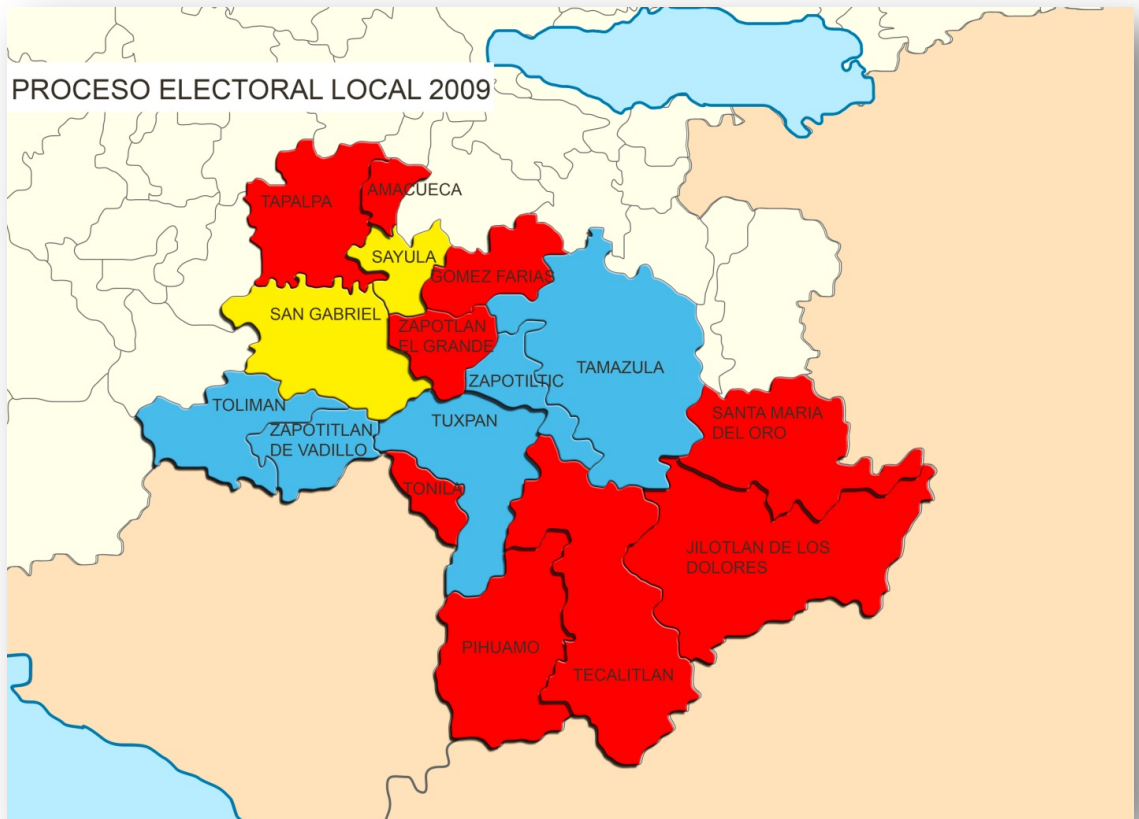 PROCESO ELECTORAL LOCAL 2009
TAPALPA
AMACUECA
SAYULA
GOMEZ FARIAS
SAN GABRIEL
ZAPOTLAN
EL GRANDE
ZAPOTILTIC
TAMAZULA
TOLIMAN
ZAPOTITLAN
DE VADILLO
TUXPAN
SANTA MARIA
DEL ORO
TONILA
JILOTLAN DE LOS
DOLORES
PIHUAMO
TECALITLAN